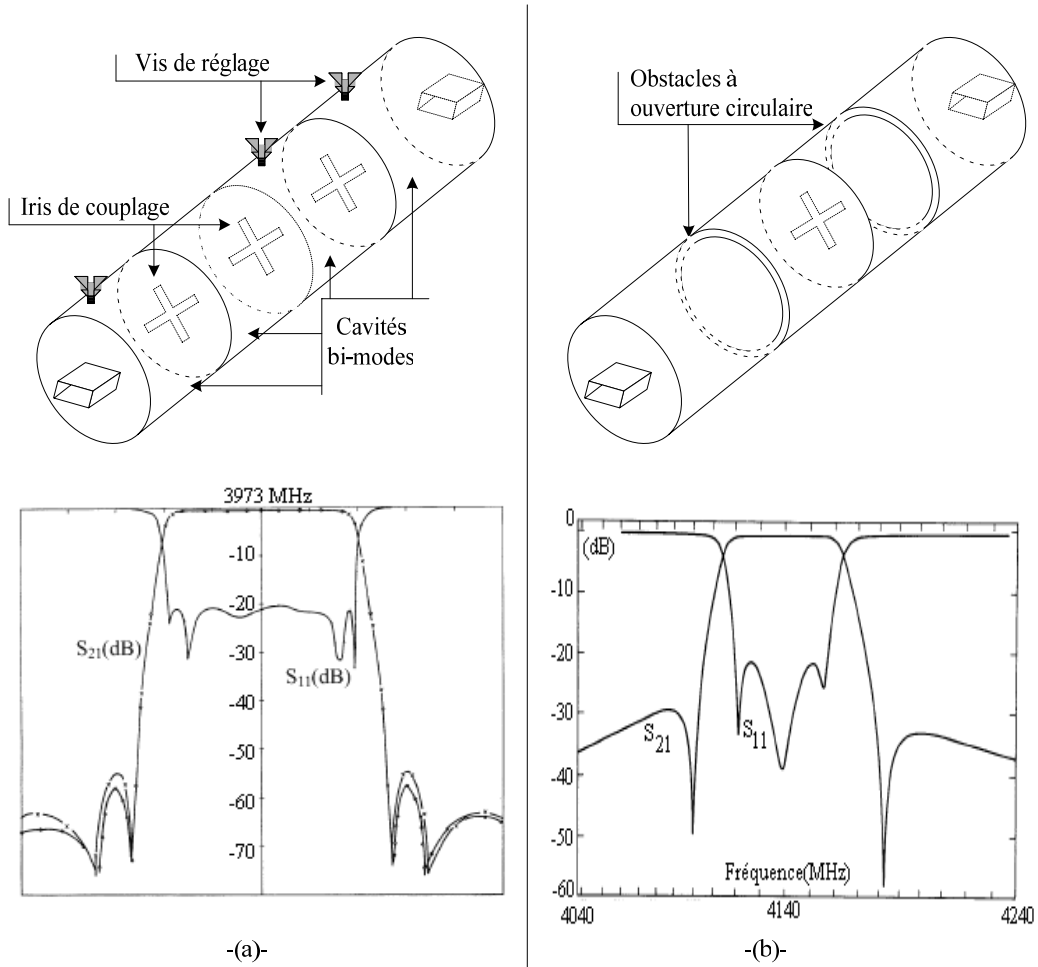 Vis de réglage
Iris de couplage
Cavités
bi-modes
3973 MHz
-10
-20
-30
-40
-50
-60
-70
S21(dB)
S11(dB)
-(a)-
Obstacles à
ouverture circulaire
0
(dB)
-10
-20
-30
-40
-50
-60
S21
S11
Fréquence(MHz)
4040
4140
4240
-(b)-